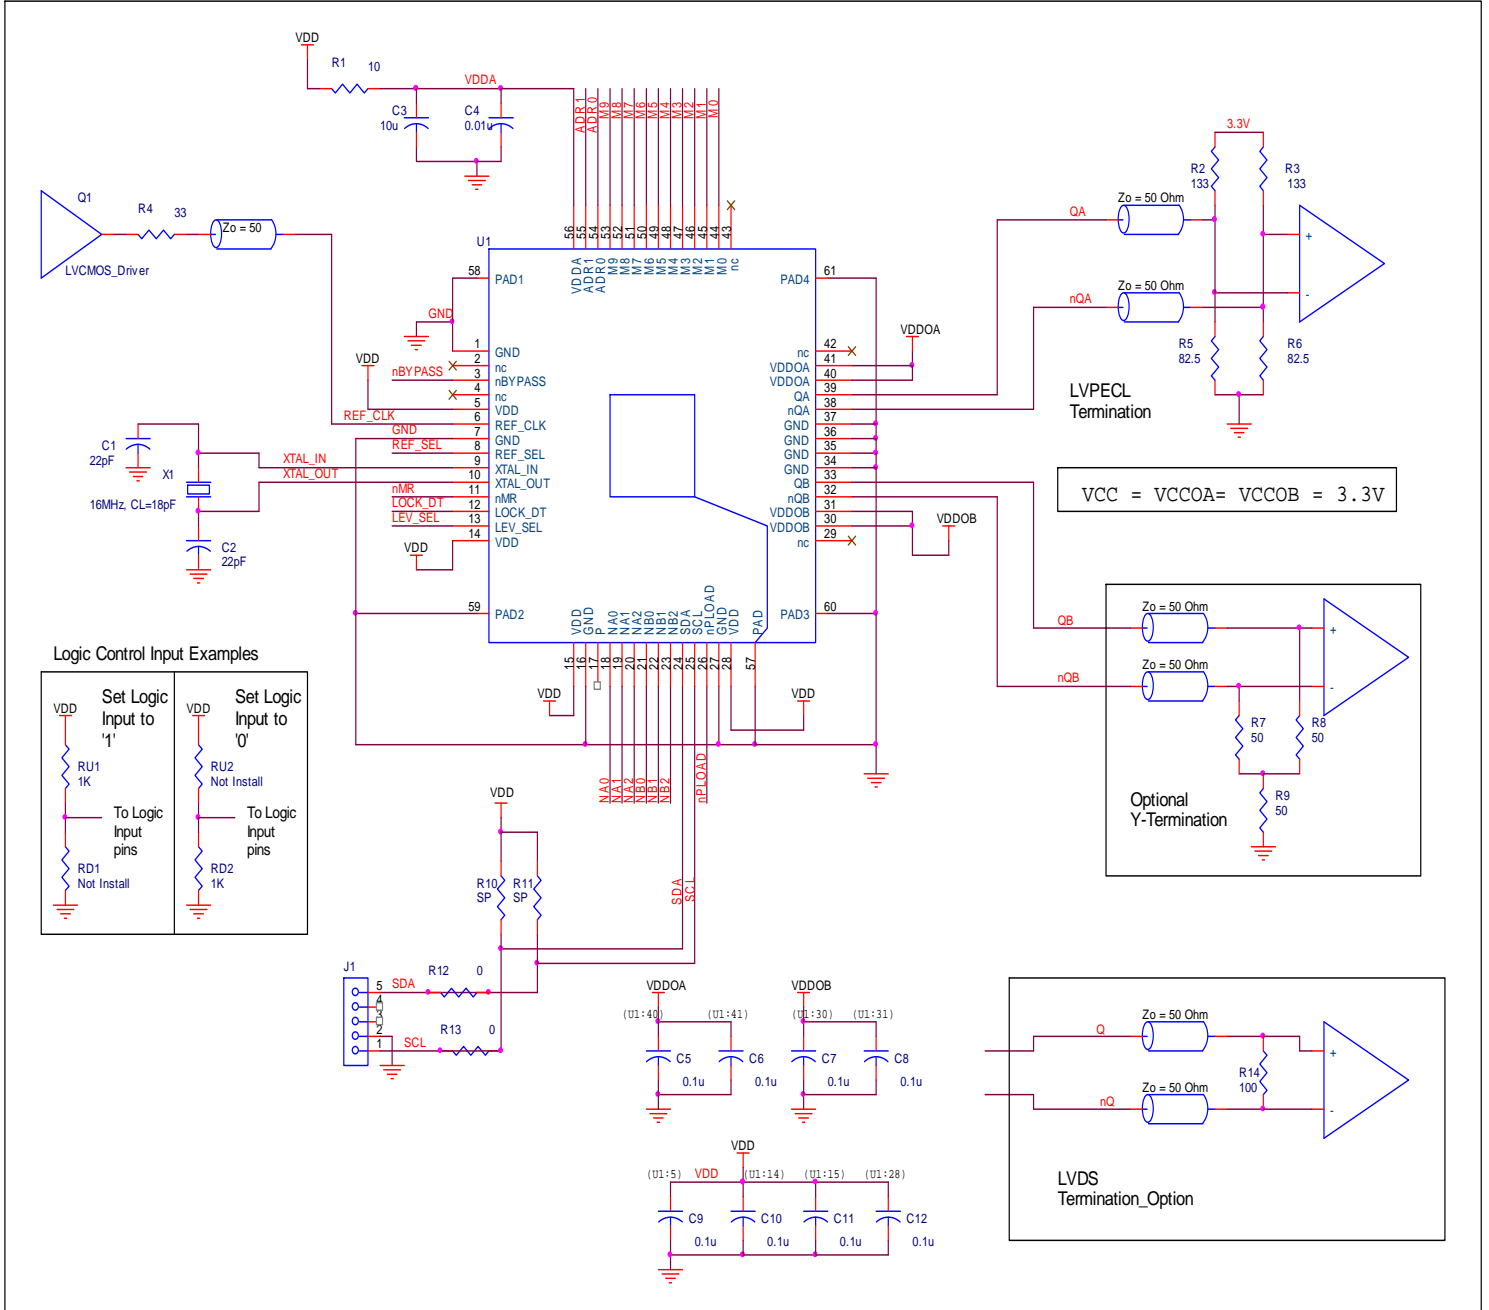 VDD
R1 10
VDDA
C3
10u
C4
0.01u
ADR1
ADR0
M9
M8
M7
M6
M5
M4
M3
M2
M1
M0
Q1
R4 33
Zo = 50
LVCMOS_Driver
U1
56 55 54 53 52 51 50 49 48 47 46 45 44 43
VDDA ADR1 ADR0 M9 M8 M7 M6 M5 M4 M3 M2 M1 M0 nc
58 PAD1
GND
1 GND
2 nc
VDD
nBYPASS 3 nBYPASS
4 nc
5 VDD
REF_CLK 6 REF_CLK
GND 7 GND
REF_SEL 8 REF_SEL
XTAL_IN 9 XTAL_IN
XTAL_OUT 10 XTAL_OUT
nMR 11 nMR
LOCK_DT 12 LOCK_DT
LEV_SEL 13 LEV_SEL
14 VDD
VDD
59 PAD2
C1
22pF
X1
16MHz, CL=18pF
C2
22pF
PAD4 61
nc 42
VDDOA 41
VDDOA 40
QA 39
nQA 38
GND 37
GND 36
GND 35
GND 34
QB 33
nQB 32
VDDOB 31
VDDOB 30
nc 29
PAD3 60
VDDOA
VDDOB
VDD GND P NA0 NA1 NA2 NB0 NB1 NB2 SDA SCL nPLOAD GND VDD PAD
15 16 17 18 19 20 21 22 23 24 25 26 27 28 57
VDD
VDD
NA0
NA1
NA2
NB0
NB1
NB2
nPLOAD
SDA
SCL
3.3V
R2
133
R3
133
QA
Zo = 50 Ohm
nQA
Zo = 50 Ohm
+
-
R5
82.5
R6
82.5
LVPECL
Termination
VCC = VCCOA= VCCOB = 3.3V
QB
Zo = 50 Ohm
nQB
Zo = 50 Ohm
+
-
R7
50
R8
50
R9
50
Optional
Y-Termination
Logic Control Input Examples
Set Logic
Input to
'1'
VDD
RU1
1K
To Logic
Input
pins
RD1
Not Install
Set Logic
Input to
'0'
VDD
RU2
Not Install
To Logic
Input
pins
RD2
1K
VDD
R10
SP
R11
SP
J1
5 SDA R12 0
4
3
2
1 SCL R13 0
VDDOA
(U1:40) (U1:41)
C5
0.1u
C6
0.1u
VDDOB
(U1:30) (U1:31)
C7
0.1u
C8
0.1u
VDD
(U1:5) VDD (U1:14) (U1:15) (U1:28)
C9
0.1u
C10
0.1u
C11
0.1u
C12
0.1u
Q
Zo = 50 Ohm
R14
100
nQ
Zo = 50 Ohm
+
-
LVDS
Termination_Option